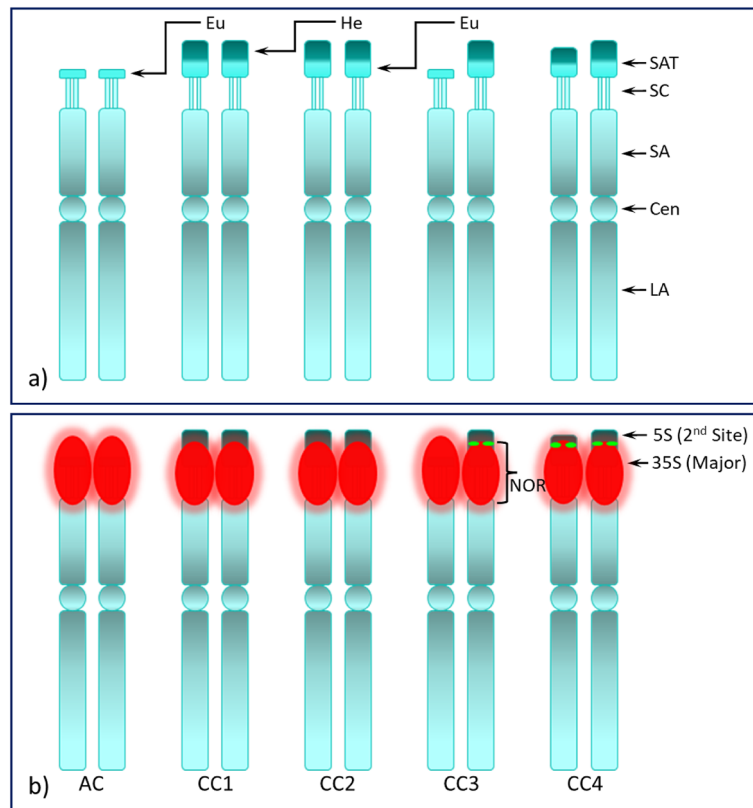 Eu He Eu
SAT
SC
SA
Cen
LA
a)
5S (2nd Site)
35S (Major)
NOR
b)
AC CC1 CC2 CC3 CC4